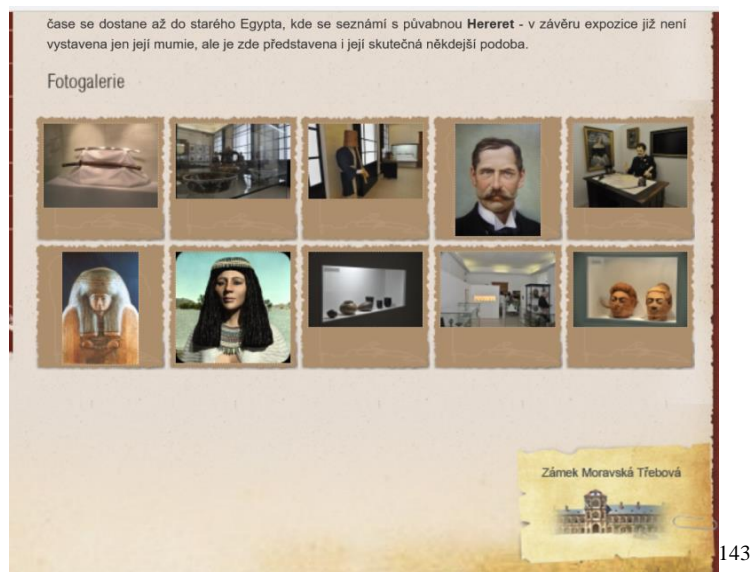 čase se dostane až do starého Egypta, kde se seznámí s půvabnou Hereret - v závěru expozice již není
vystavena jen její mumie, ale je zde představena i její skutečná někdejší podoba.
Fotogalerie
Zámek Moravská Třebová
143